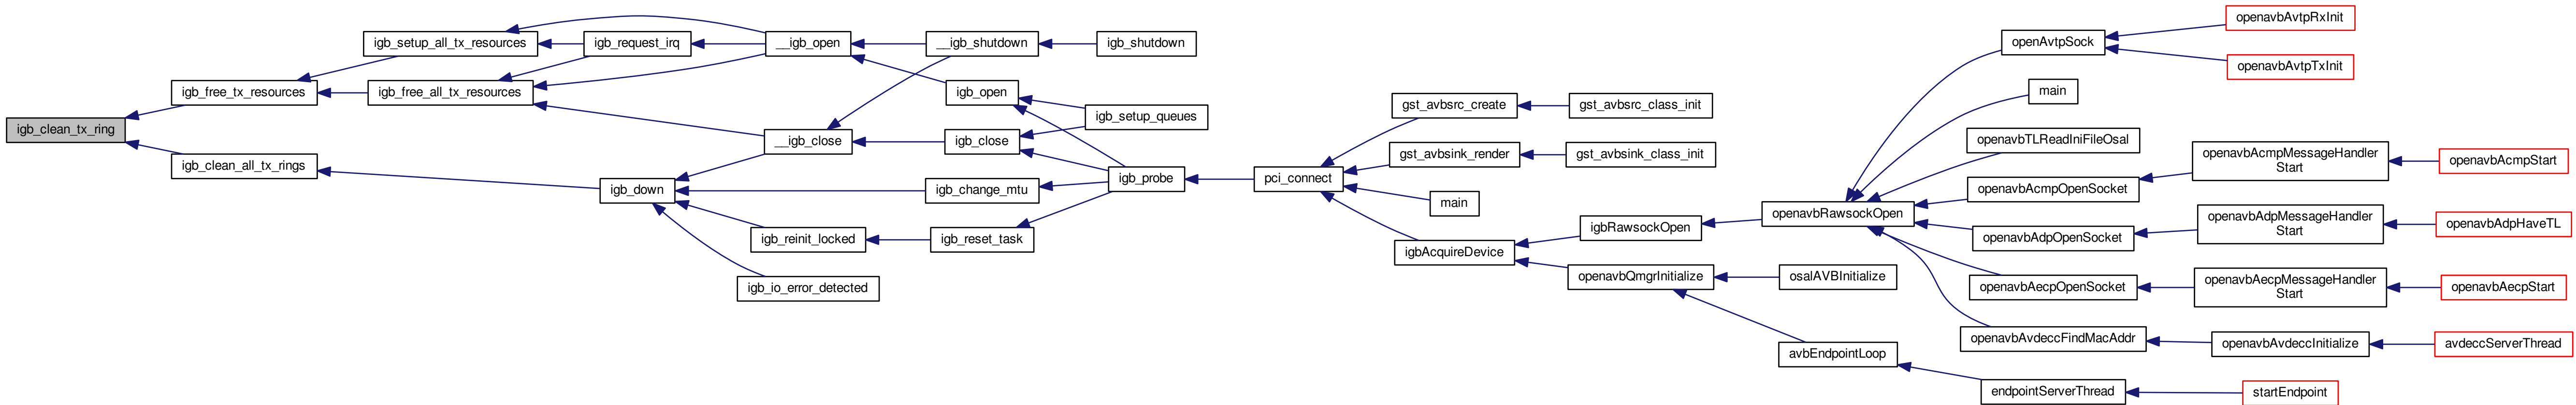 igb_clean_tx_ring
igb_free_tx_resources
igb_clean_all_tx_rings
igb_setup_all_tx_resources
igb_free_all_tx_resources
igb_request_irq
igb_down
__igb_open
__igb_close
igb_reinit_locked
igb_io_error_detected
__igb_shutdown
igb_open
igb_close
igb_change_mtu
igb_reset_task
igb_shutdown
igb_setup_queues
igb_probe
pci_connect
gst_avbsrc_create
gst_avbsink_render
main
igbAcquireDevice
gst_avbsrc_class_init
gst_avbsink_class_init
igbRawsockOpen
openavbQmgrInitialize
openavbRawsockOpen
osalAVBInitialize
avbEndpointLoop
openAvtpSock
main
openavbTLReadIniFileOsal
openavbAcmpOpenSocket
openavbAdpOpenSocket
openavbAecpOpenSocket
openavbAvdeccFindMacAddr
endpointServerThread
openavbAvtpRxInit
openavbAvtpTxInit
openavbAcmpMessageHandler
Start
openavbAdpMessageHandler
Start
openavbAecpMessageHandler
Start
openavbAvdeccInitialize
startEndpoint
openavbAcmpStart
openavbAdpHaveTL
openavbAecpStart
avdeccServerThread